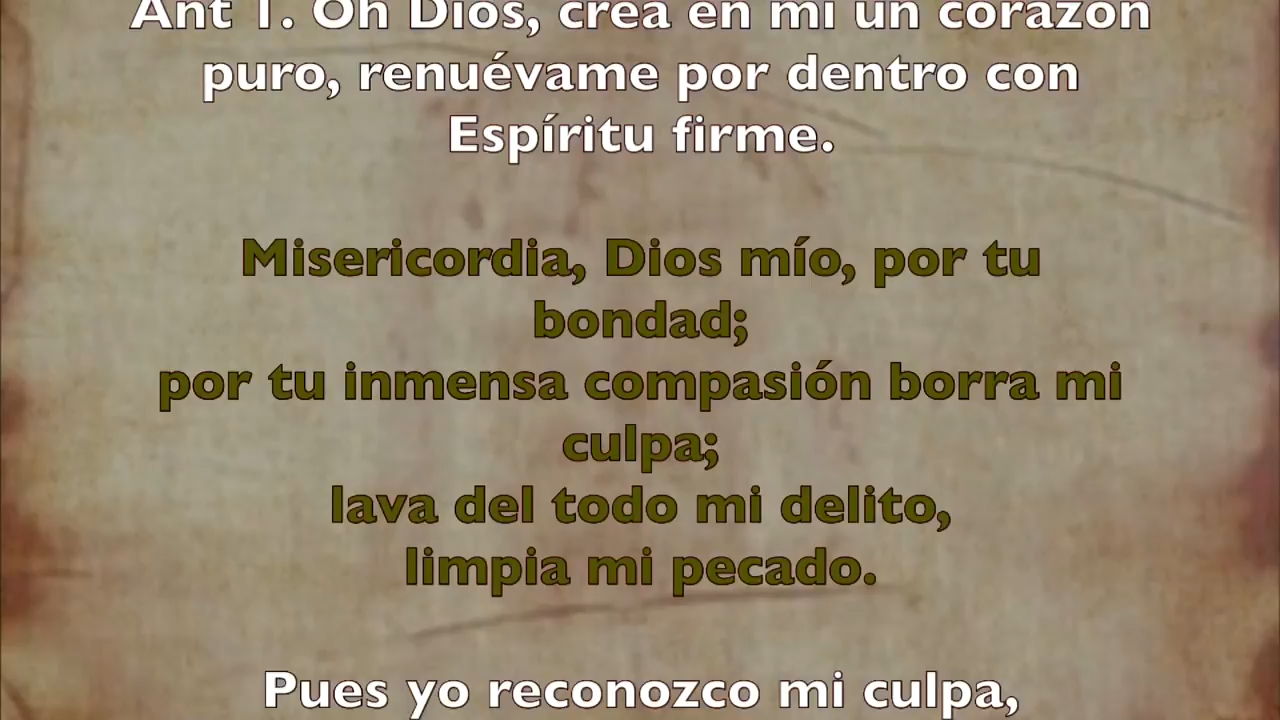 Ant 1. Oh Dios, crea en mí un corazón
puro, renuévame por dentro con
Espíritu firme.
Misericordia, Dios mío, por tu
bondad;
por tu inmensa compasión borra mi
culpa;
lava del todo mi delito,
limpia mi pecado.
Pues yo reconozco mi culpa,